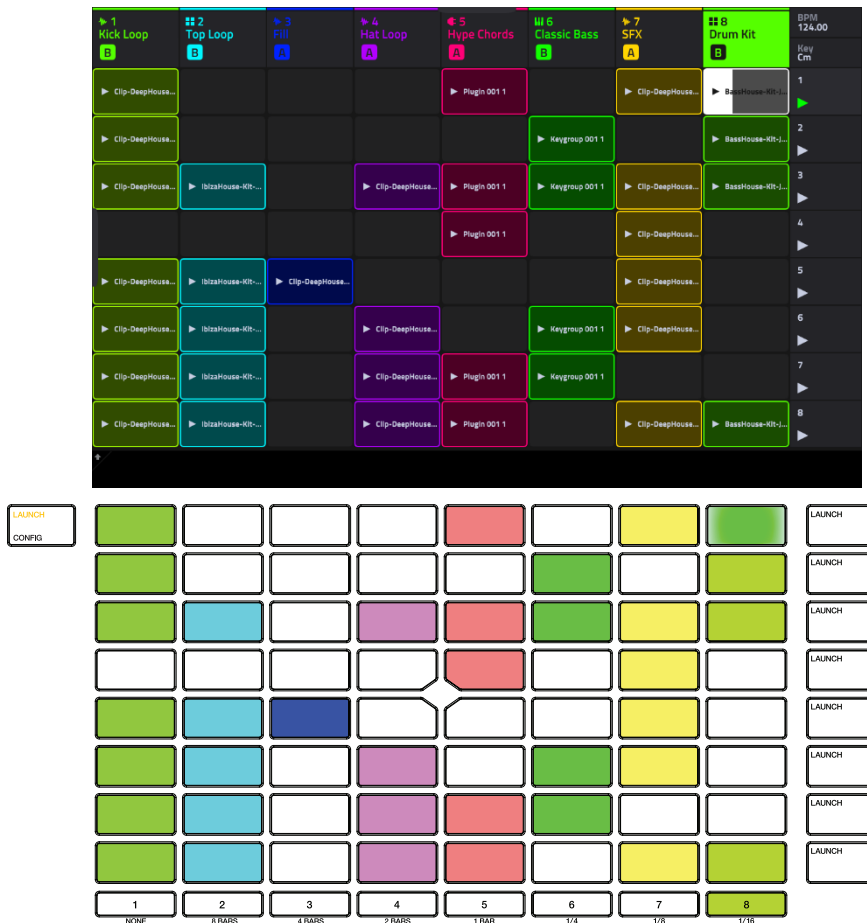 1 2 3 4 5 6 7 8 BPM
Kick Loop Top Loop Fill Hat Loop Hype Chords Classic Bass SFX Drum Kit 124.00
B B A A A B A B Key
Cm
Clip-DeepHouse... Plugin 001 1 Clip-DeepHouse... BassHouse-Kit-J... 1
Clip-DeepHouse... Keygroup 001 1 BassHouse-Kit-J... 2
Clip-DeepHouse... IbizaHouse-Kit-... Clip-DeepHouse... Plugin 001 1 Keygroup 001 1 Clip-DeepHouse... BassHouse-Kit-J... 3
Plugin 001 1 Clip-DeepHouse... 4
Clip-DeepHouse... IbizaHouse-Kit-... Clip-DeepHouse... Clip-DeepHouse... 5
Clip-DeepHouse... IbizaHouse-Kit-... Clip-DeepHouse... Keygroup 001 1 Clip-DeepHouse... 6
Clip-DeepHouse... IbizaHouse-Kit-... Clip-DeepHouse... Plugin 001 1 Keygroup 001 1 7
Clip-DeepHouse... IbizaHouse-Kit-... Clip-DeepHouse... Plugin 001 1 Clip-DeepHouse... BassHouse-Kit-J... 8
+
LAUNCH LAUNCH
CONFIG
LAUNCH
LAUNCH
LAUNCH
LAUNCH
LAUNCH
LAUNCH
LAUNCH
1 2 3 4 5 6 7 8
NONE 8 BARS 4 BARS 2 BARS 1 BAR 1/4 1/8 1/16